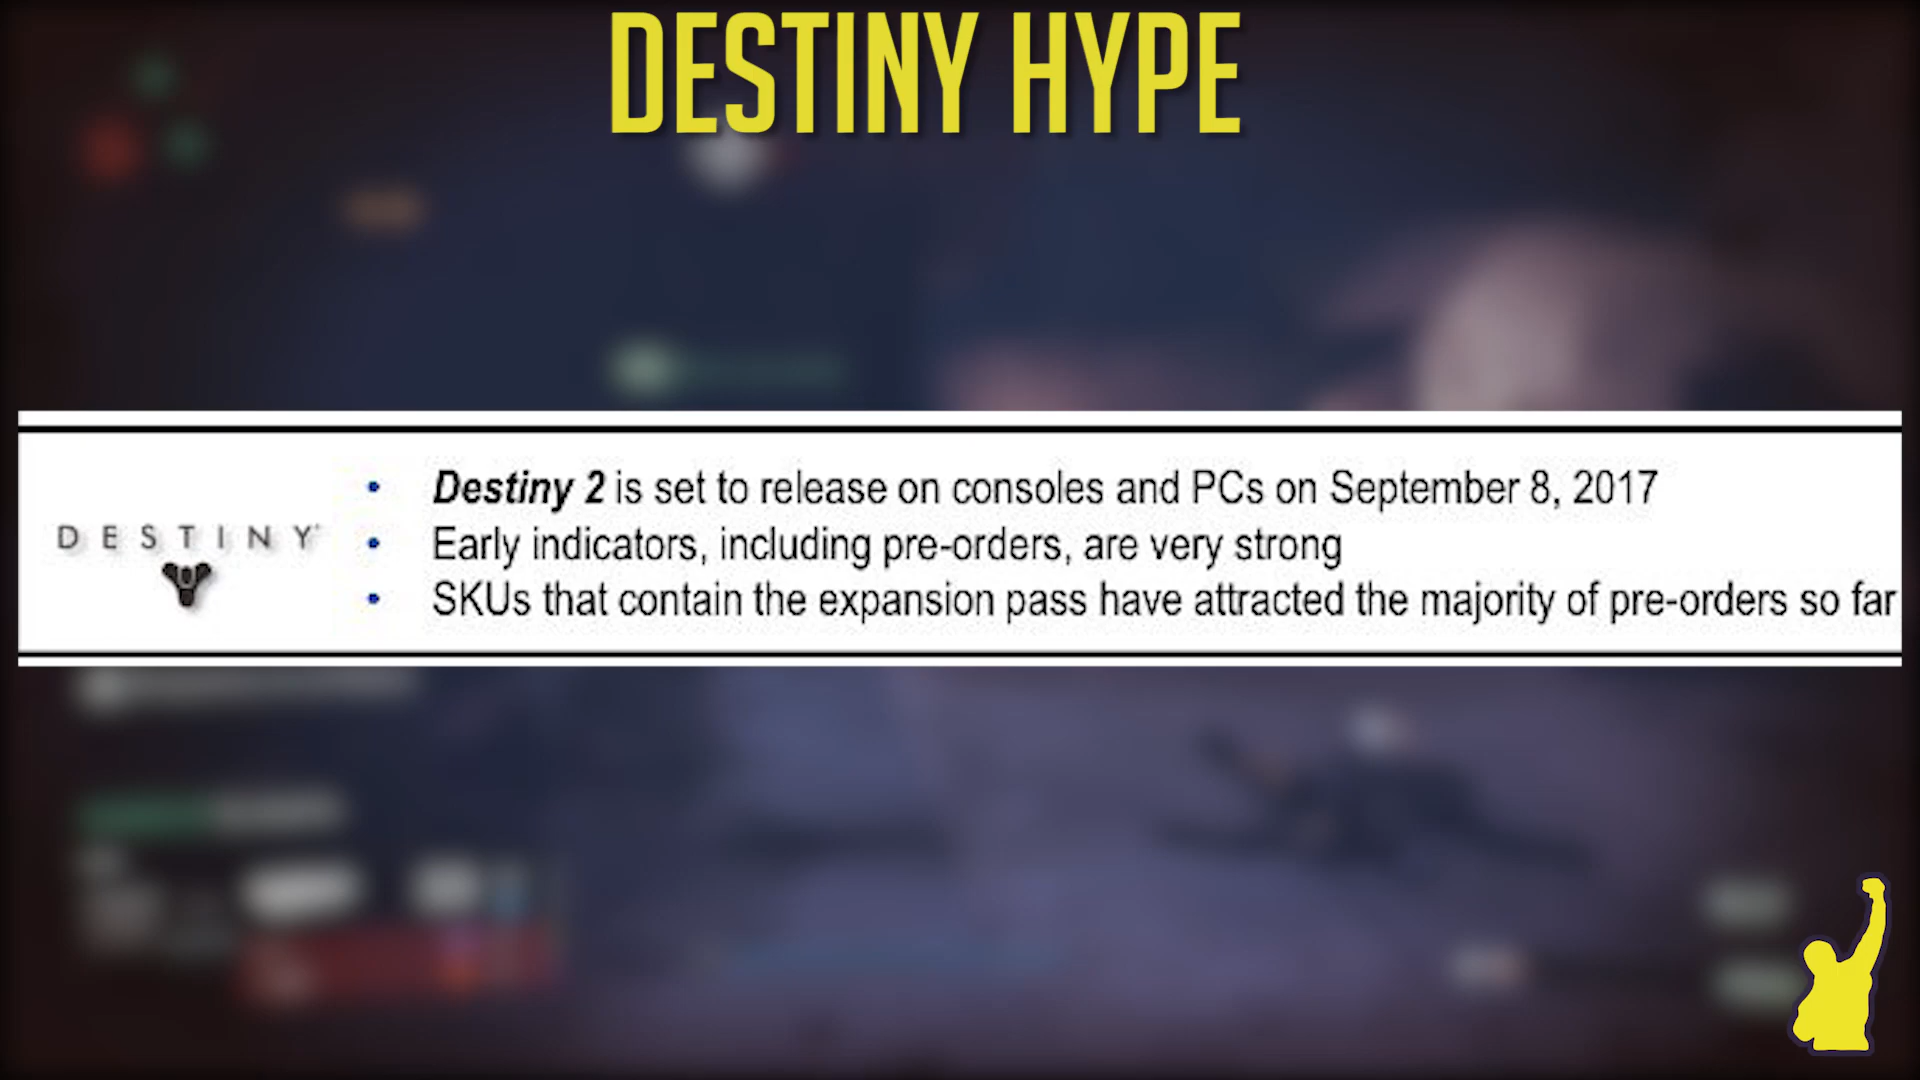 DESTINY HYPE
DESTINY
• Destiny 2 is set to release on consoles and PCs on September 8, 2017
• Early indicators, including pre-orders, are very strong
• SKUs that contain the expansion pass have attracted the majority of pre-orders so far